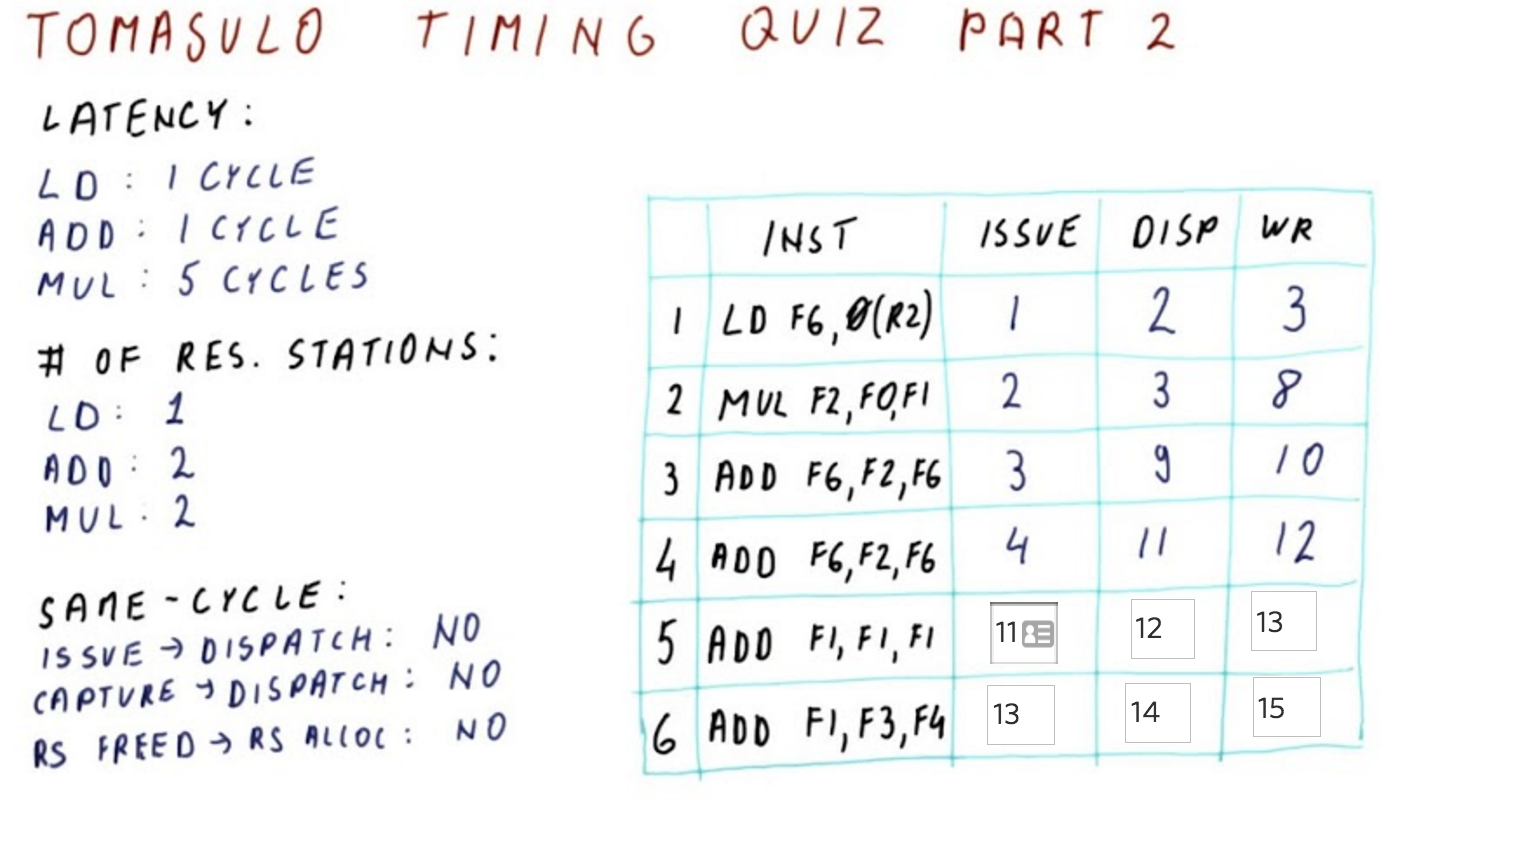 TOMASULO TIMING QUIZ PART 2
LATENCY:
LD : 1 CYCLE
ADD : 1 CYCLE
MUL : 5 CYCLES
# OF RES. STATIONS:
LD : 1
ADD : 2
MUL : 2
SAME-CYCLE:
ISSUE → DISPATCH : NO
CAPTURE → DISPATCH : NO
RS FREED → RS ALLOC : NO
INST ISSUE DISP WR
1 LD F6, 0(R2) 1 2 3
2 MUL F2, F0, F1 2 3 8
3 ADD F6, F2, F6 3 9 10
4 ADD F6, F2, F6 4 11 12
5 ADD F1, F1, F1 11 12 13
6 ADD F1, F3, F4 13 14 15